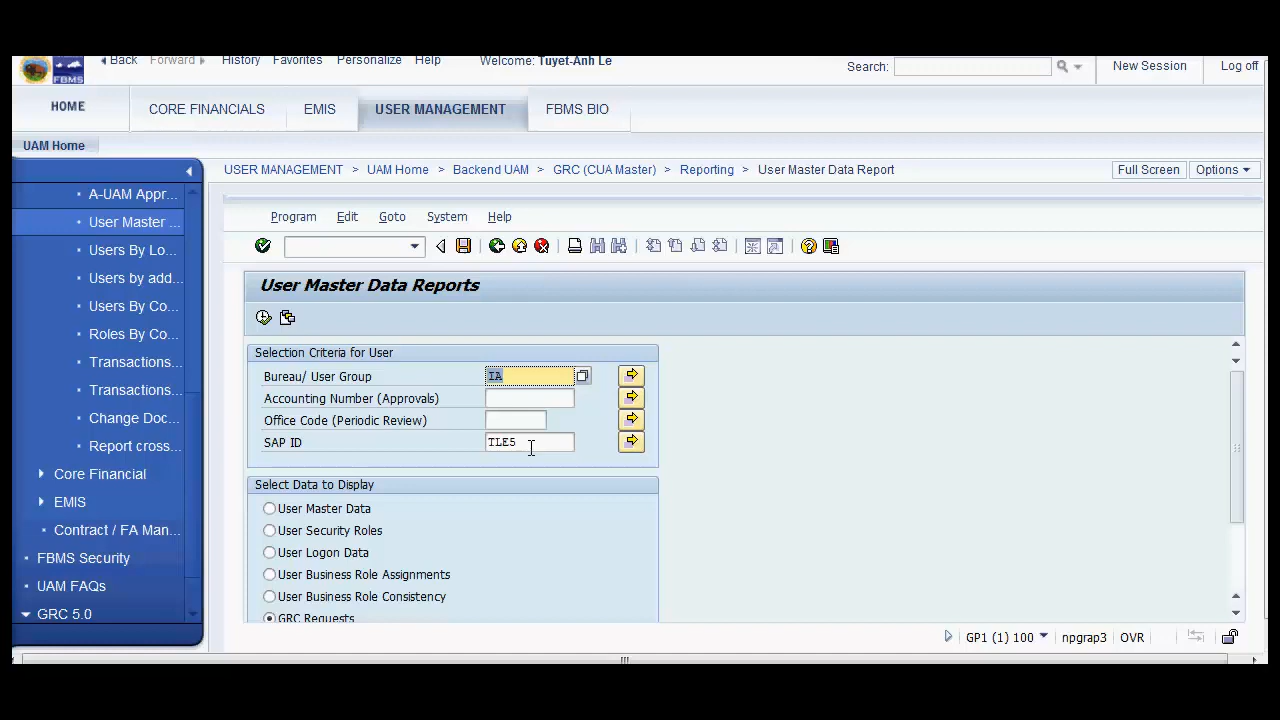 Back Forward History Favorites Personalize Help Welcome: Tuyet-Anh Le Search: New Session Log off
FBMS
HOME CORE FINANCIALS EMIS USER MANAGEMENT FBMS BIO
UAM Home
USER MANAGEMENT > UAM Home > Backend UAM > GRC (CUA Master) > Reporting > User Master Data Report Full Screen Options
A-UAM Appr...
User Master ...
Users By Lo...
Users by add...
Users By Co...
Roles By Co...
Transactions...
Transactions...
Change Doc...
Report cross...
Core Financial
EMIS
Contract / FA Man...
FBMS Security
UAM FAQs
GRC 5.0
Program Edit Goto System Help
User Master Data Reports
Selection Criteria for User
Bureau/ User Group IA
Accounting Number (Approvals)
Office Code (Periodic Review)
SAP ID TLE5
Select Data to Display
User Master Data
User Security Roles
User Logon Data
User Business Role Assignments
User Business Role Consistency
GRC Requests
GP1 (1) 100 npgrap3 OVR